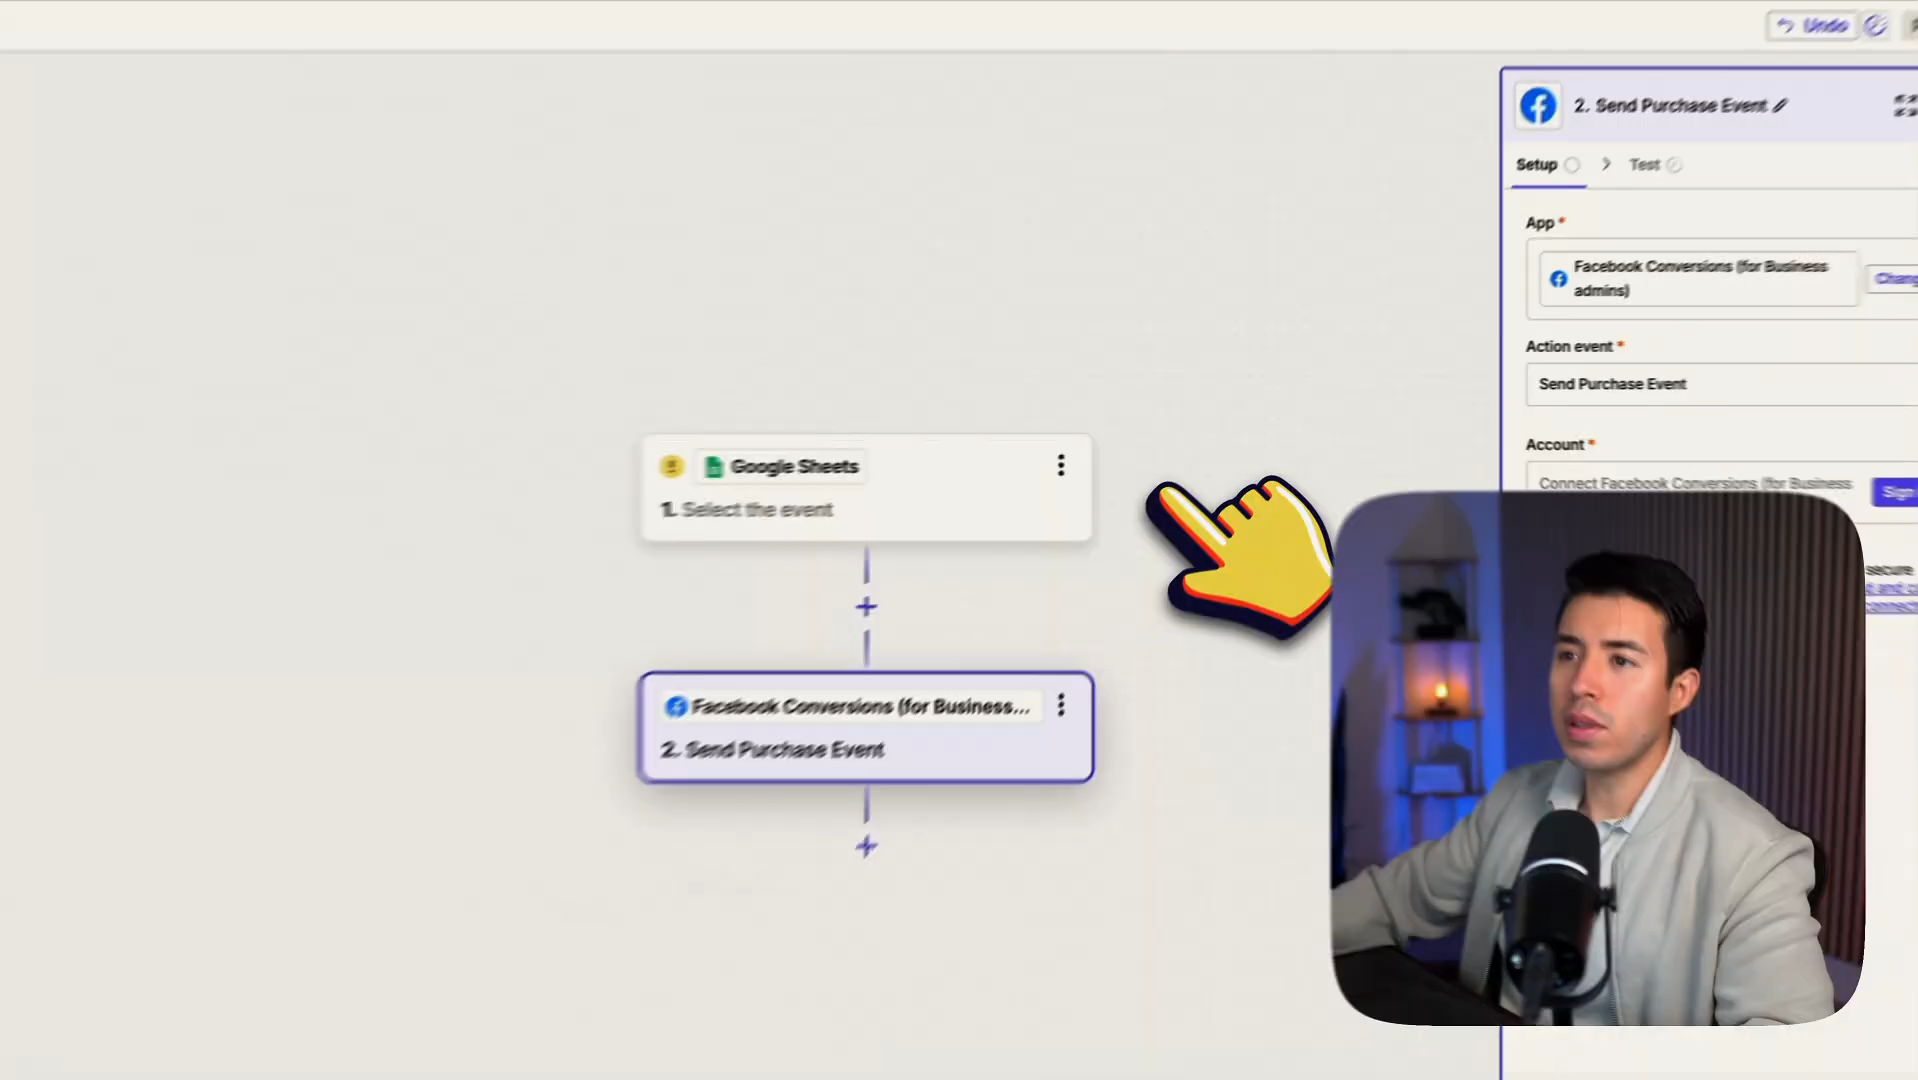 Undo
2. Send Purchase Event
Setup
Test
App *
Facebook Conversions (for Business
admins)
Action event *
Send Purchase Event
Account *
Connect Facebook Conversions (for Business
Google Sheets
1. Select the event
Facebook Conversions (for Business...
2. Send Purchase Event
secure